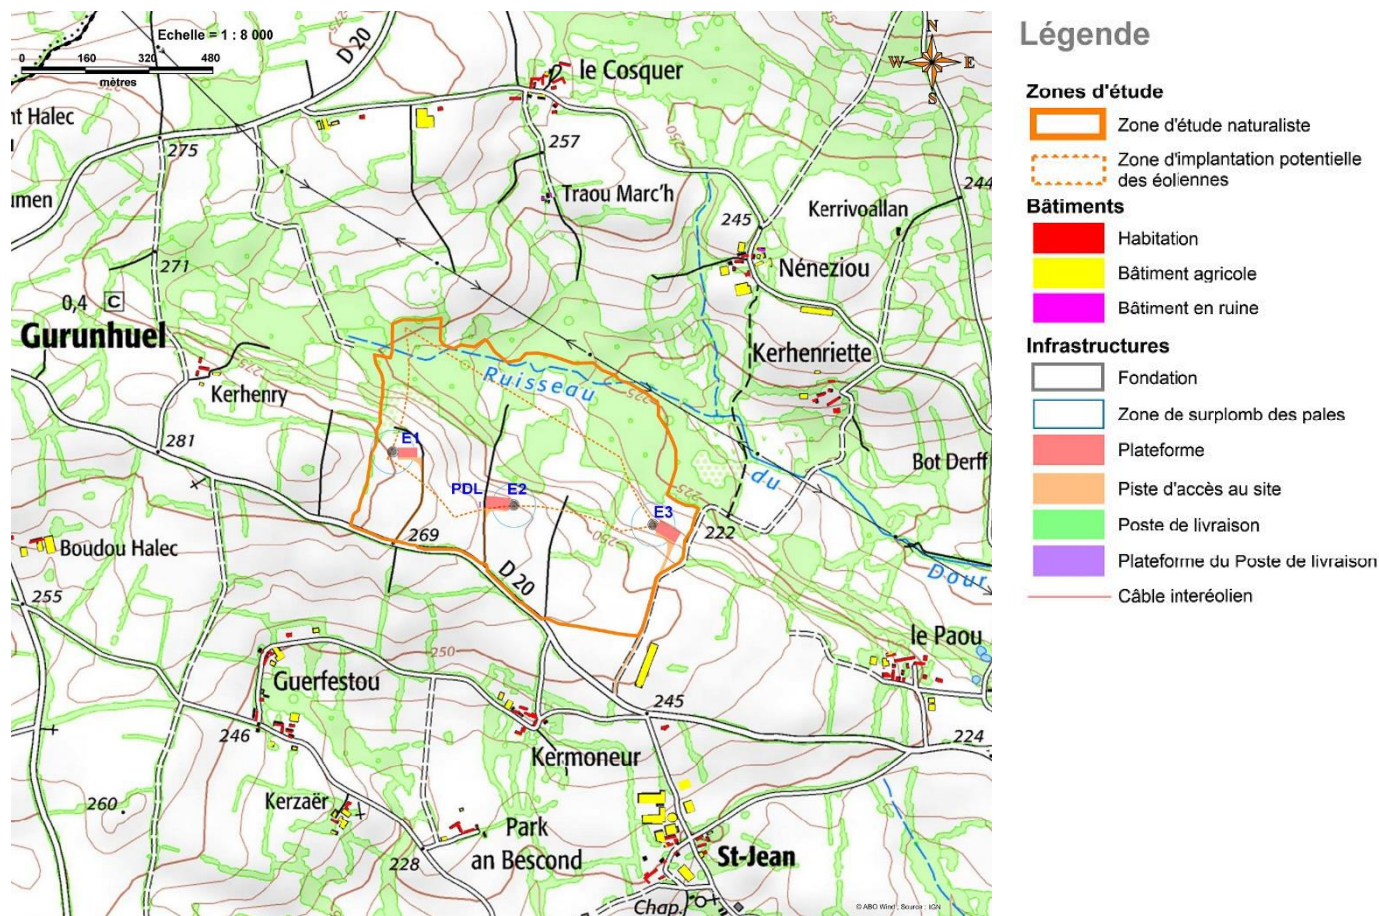 Echelle = 1 : 8 000
0 160 320 480
mètres
D 20
N
W E
S
le Cosquer
nt Halec
275
257
244
umen
Traou Marc'h
245
Kerrivoallan
Néneziou
271
0,4 C
Gurunhuel
Kerhenriette
Ruisseau
225
Kerhenry
281
E1
Bot Derff
du
PDL E2
E3
225
250
222
269
Boudou Halec
D 20
Dour
255
le Paou
250
Guerfestou
245
246
224
Kermoneur
260
Kerzaër
Park
an Bescond
St-Jean
228
Chap.
© ABO Wind, Source : IGN
Légende
Zones d'étude
Zone d'étude naturaliste
Zone d'implantation potentielle
des éoliennes
Bâtiments
Habitation
Bâtiment agricole
Bâtiment en ruine
Infrastructures
Fondation
Zone de surplomb des pales
Plateforme
Piste d'accès au site
Poste de livraison
Plateforme du Poste de livraison
Câble interéolien